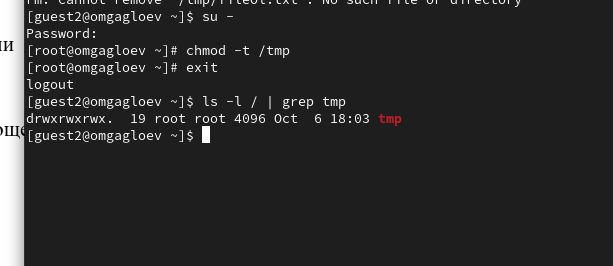 rm: cannot remove '/tmp/file01.txt': No such file or directory
[guest2@omgagloev ~]$ su -
Password:
[root@omgagloev ~]# chmod -t /tmp
[root@omgagloev ~]# exit
logout
[guest2@omgagloev ~]$ ls -l / | grep tmp
drwxrwxrwx.  19 root root 4096 Oct  6 18:03 tmp
[guest2@omgagloev ~]$